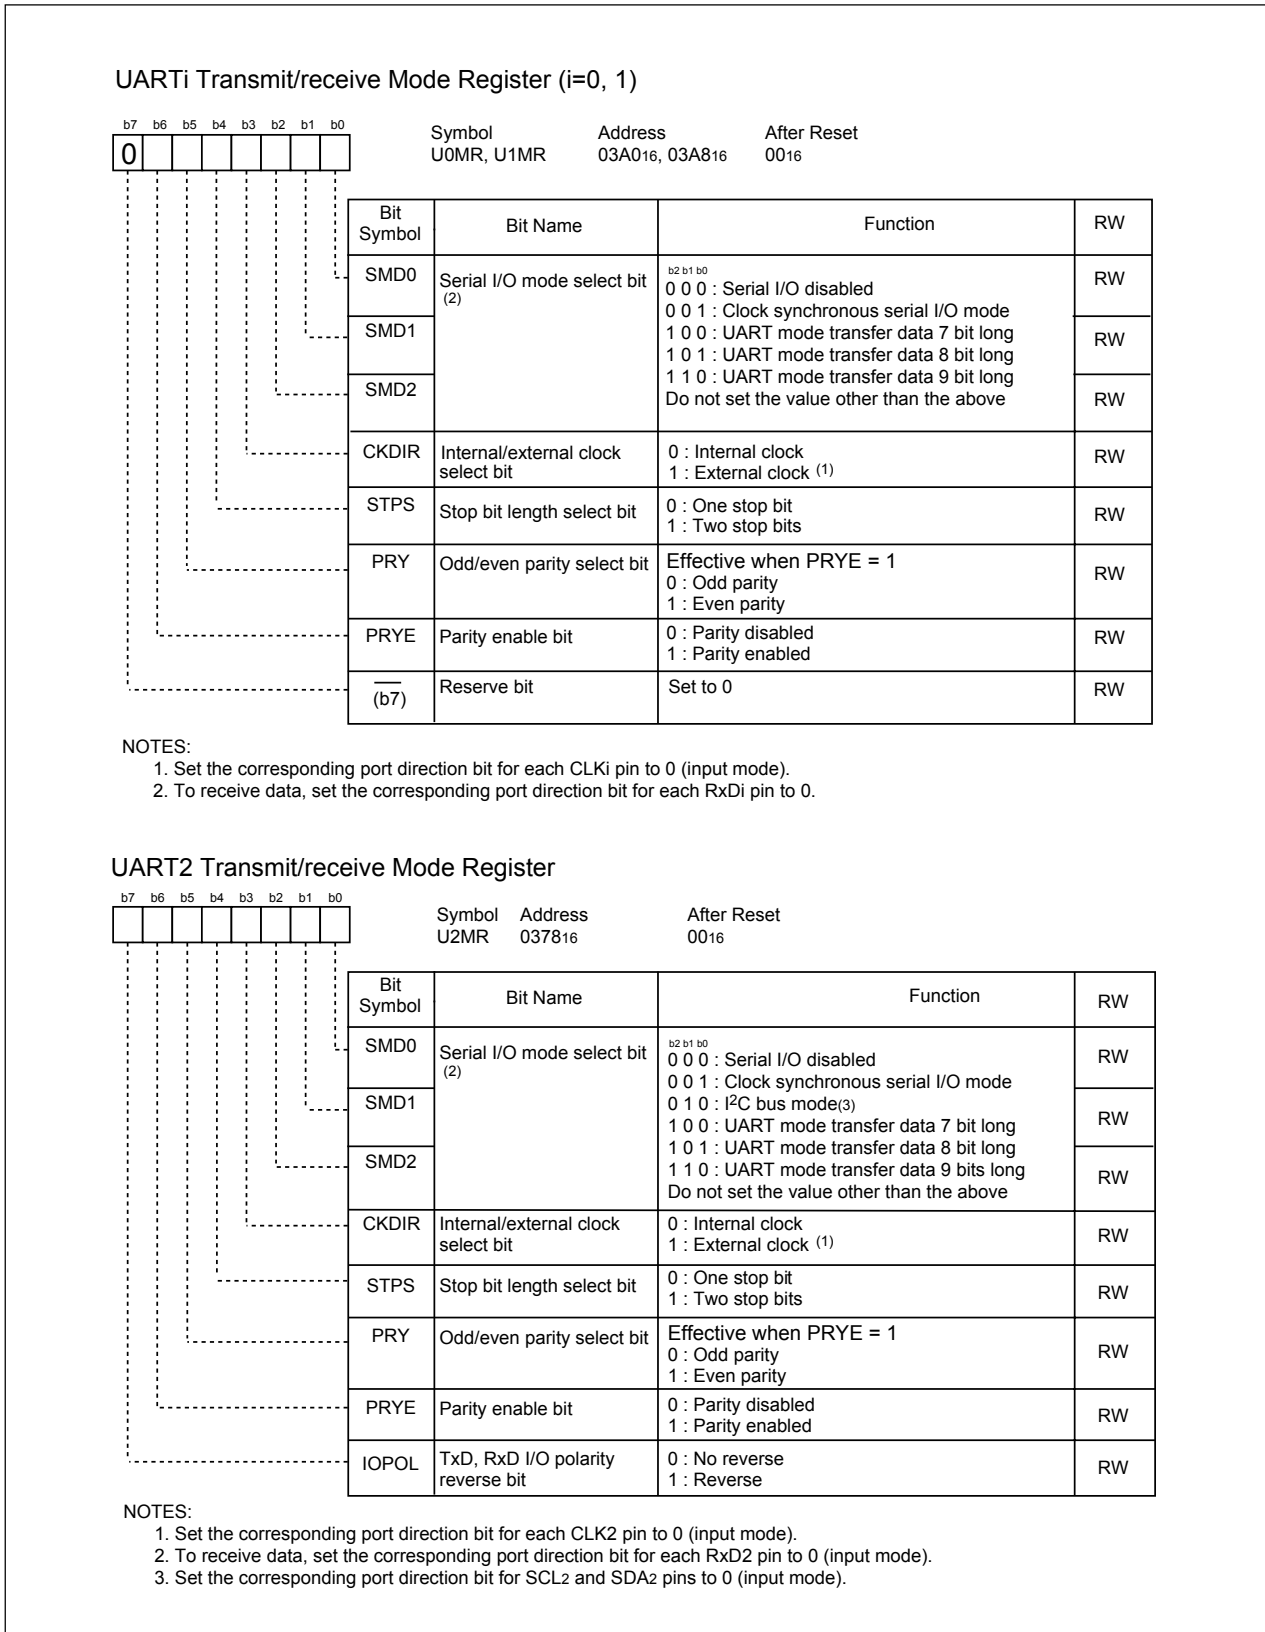 UARTi Transmit/receive Mode Register (i=0, 1)
b7 b6 b5 b4 b3 b2 b1 b0
0
Symbol Address After Reset
U0MR, U1MR 03A016, 03A816 0016
Bit Symbol Bit Name Function RW
SMD0 Serial I/O mode select bit (2) RW
SMD1 RW
SMD2 RW
b2 b1 b0
0 0 0 : Serial I/O disabled
0 0 1 : Clock synchronous serial I/O mode
1 0 0 : UART mode transfer data 7 bit long
1 0 1 : UART mode transfer data 8 bit long
1 1 0 : UART mode transfer data 9 bit long
Do not set the value other than the above
CKDIR Internal/external clock select bit RW
0 : Internal clock
1 : External clock (1)
STPS Stop bit length select bit RW
0 : One stop bit
1 : Two stop bits
PRY Odd/even parity select bit RW
Effective when PRYE = 1
0 : Odd parity
1 : Even parity
PRYE Parity enable bit RW
0 : Parity disabled
1 : Parity enabled
(b7) Reserve bit Set to 0 RW
NOTES:
1. Set the corresponding port direction bit for each CLKi pin to 0 (input mode).
2. To receive data, set the corresponding port direction bit for each RxDi pin to 0.
UART2 Transmit/receive Mode Register
b7 b6 b5 b4 b3 b2 b1 b0
Symbol Address After Reset
U2MR 037816 0016
Bit Symbol Bit Name Function RW
SMD0 Serial I/O mode select bit (2) RW
SMD1 RW
SMD2 RW
b2 b1 b0
0 0 0 : Serial I/O disabled
0 0 1 : Clock synchronous serial I/O mode
0 1 0 : I2C bus mode(3)
1 0 0 : UART mode transfer data 7 bit long
1 0 1 : UART mode transfer data 8 bit long
1 1 0 : UART mode transfer data 9 bits long
Do not set the value other than the above
CKDIR Internal/external clock select bit RW
0 : Internal clock
1 : External clock (1)
STPS Stop bit length select bit RW
0 : One stop bit
1 : Two stop bits
PRY Odd/even parity select bit RW
Effective when PRYE = 1
0 : Odd parity
1 : Even parity
PRYE Parity enable bit RW
0 : Parity disabled
1 : Parity enabled
IOPOL TxD, RxD I/O polarity reverse bit RW
0 : No reverse
1 : Reverse
NOTES:
1. Set the corresponding port direction bit for each CLK2 pin to 0 (input mode).
2. To receive data, set the corresponding port direction bit for each RxD2 pin to 0 (input mode).
3. Set the corresponding port direction bit for SCL2 and SDA2 pins to 0 (input mode).